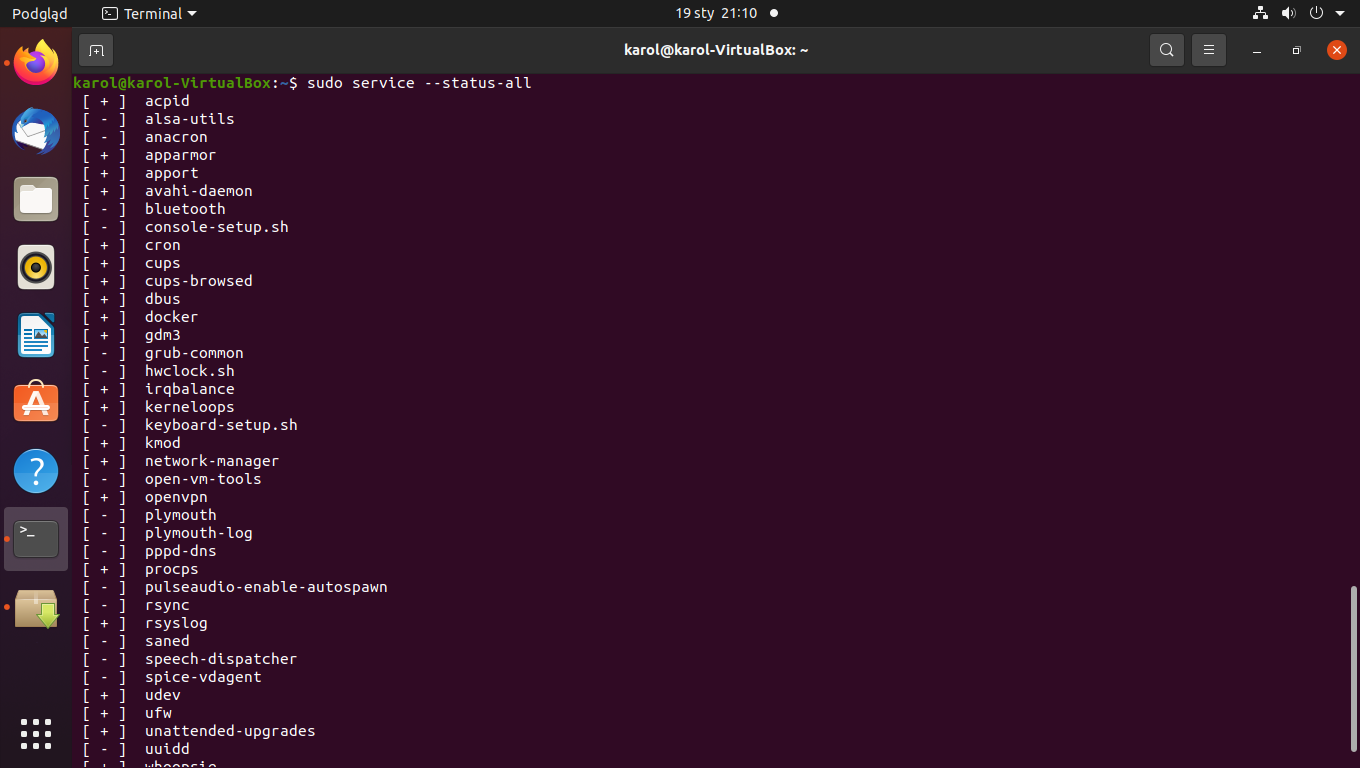 Podgląd
Terminal
19 sty 21:10
karol@karol-VirtualBox: ~
karol@karol-VirtualBox:~$ sudo service --status-all
[ + ] acpid
[ - ] alsa-utils
[ - ] anacron
[ + ] apparmor
[ + ] apport
[ + ] avahi-daemon
[ - ] bluetooth
[ - ] console-setup.sh
[ + ] cron
[ + ] cups
[ + ] cups-browsed
[ + ] dbus
[ + ] docker
[ + ] gdm3
[ - ] grub-common
[ - ] hwclock.sh
[ + ] irqbalance
[ + ] kerneloops
[ - ] keyboard-setup.sh
[ + ] kmod
[ + ] network-manager
[ - ] open-vm-tools
[ + ] openvpn
[ - ] plymouth
[ - ] plymouth-log
[ - ] pppd-dns
[ + ] procps
[ - ] pulseaudio-enable-autospawn
[ - ] rsync
[ + ] rsyslog
[ - ] saned
[ - ] speech-dispatcher
[ - ] spice-vdagent
[ + ] udev
[ + ] ufw
[ + ] unattended-upgrades
[ - ] uuidd
[ + ] whoopsie